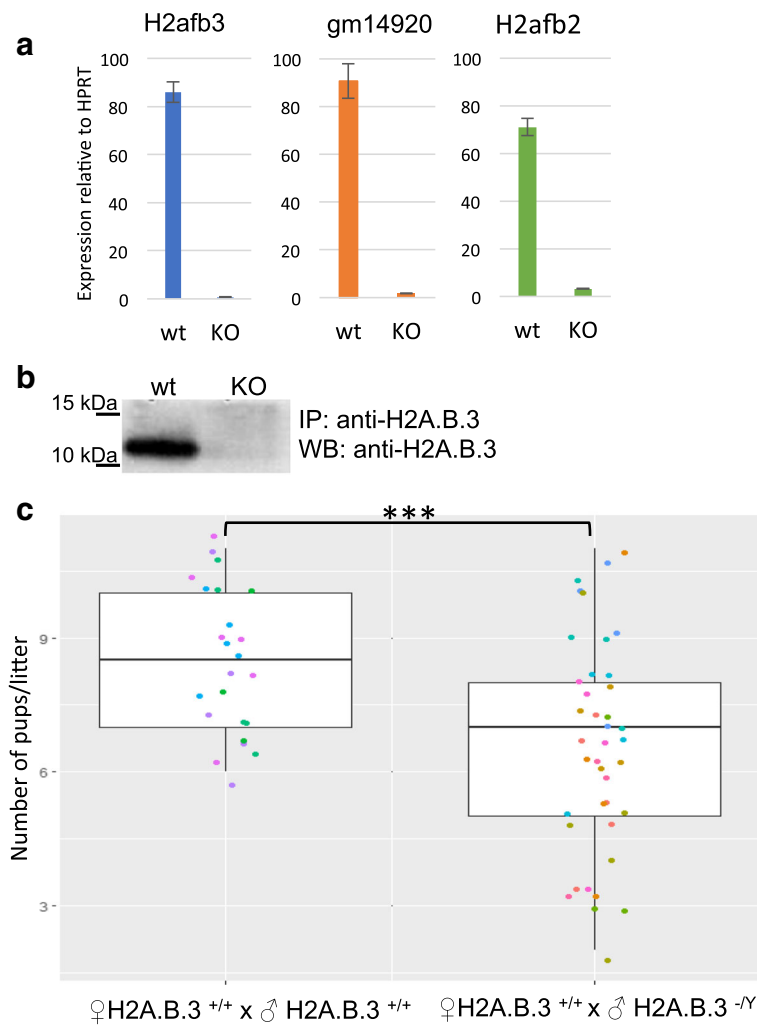 a
H2afb3 gm14920 H2afb2
Expression relative to HPRT
100 100 100
80 80 80
60 60 60
40 40 40
20 20 20
0 0 0
wt KO wt KO wt KO
b
wt KO
15 kDa
10 kDa
IP: anti-H2A.B.3
WB: anti-H2A.B.3
c
***
Number of pups/litter
9
6
3
♀H2A.B.3 +/+ x ♂ H2A.B.3 +/+
♀H2A.B.3 +/+ x ♂ H2A.B.3 -/Y